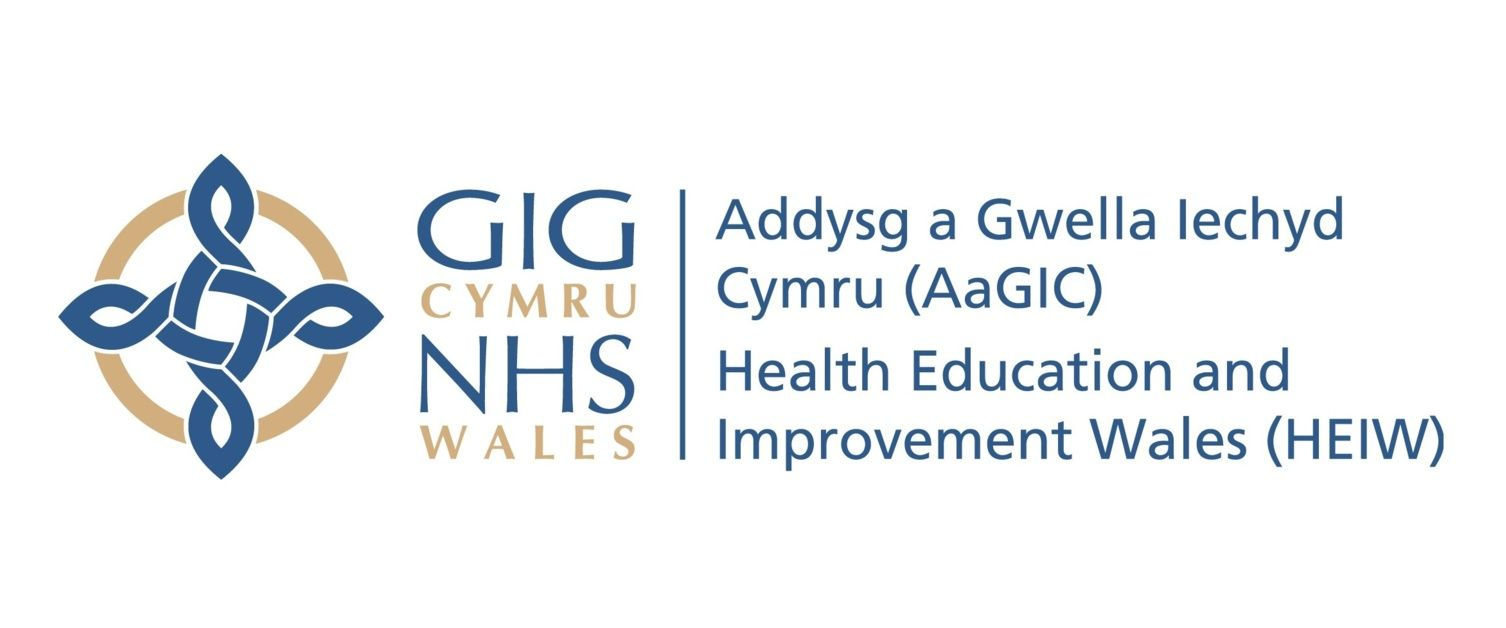 GIG
CYMRU
NHS
WALES
Addysg a Gwella Iechyd
Cymru (AaGIC)
Health Education and
Improvement Wales (HEIW)